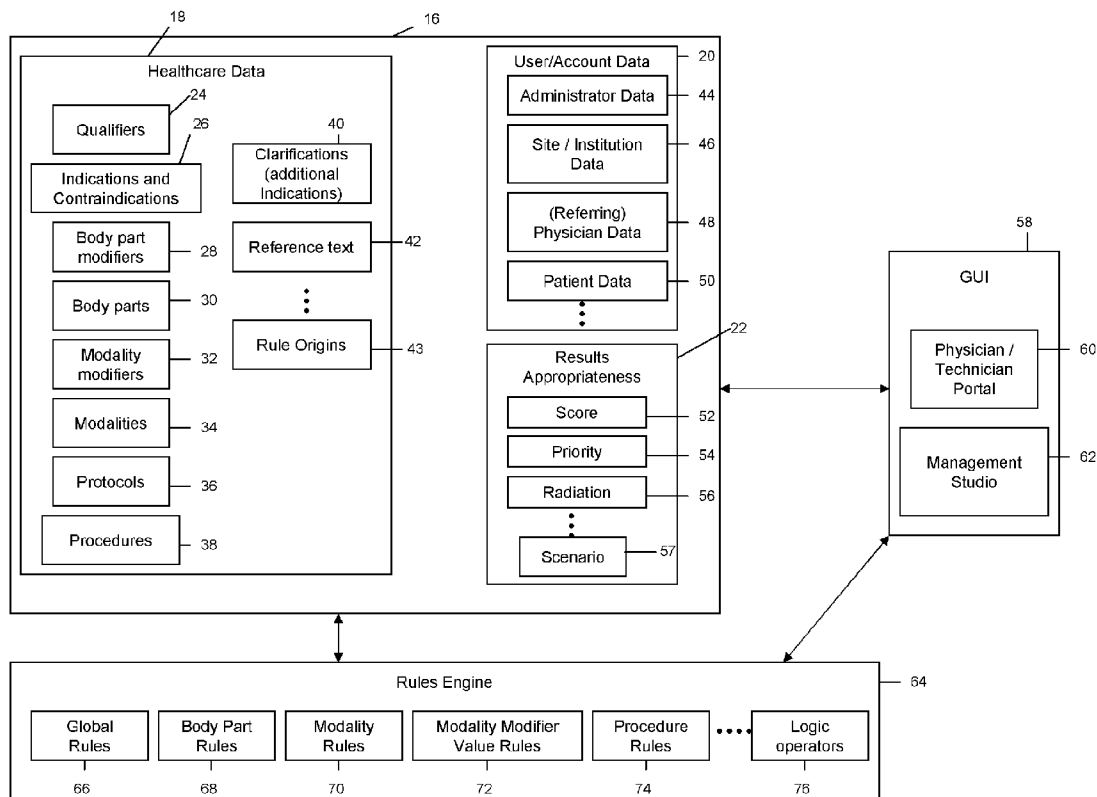 18
16
Healthcare Data
24
Qualifiers
26
Indications and
Contraindications
Body part
modifiers
28
Body parts
30
Modality
modifiers
32
Modalities
34
Protocols
36
Procedures
38
40
Clarifications
(additional
Indications)
Reference text
42
Rule Origins
43
User/Account Data
20
Administrator Data
44
Site / Institution
Data
46
(Referring)
Physician Data
48
Patient Data
50
22
Results
Appropriateness
Score
52
Priority
54
Radiation
56
Scenario
57
58
GUI
Physician /
Technician
Portal
60
Management
Studio
62
Rules Engine
64
Global
Rules
Body Part
Rules
Modality
Rules
Modality Modifier
Value Rules
Procedure
Rules
Logic
operators
66
68
70
72
74
76